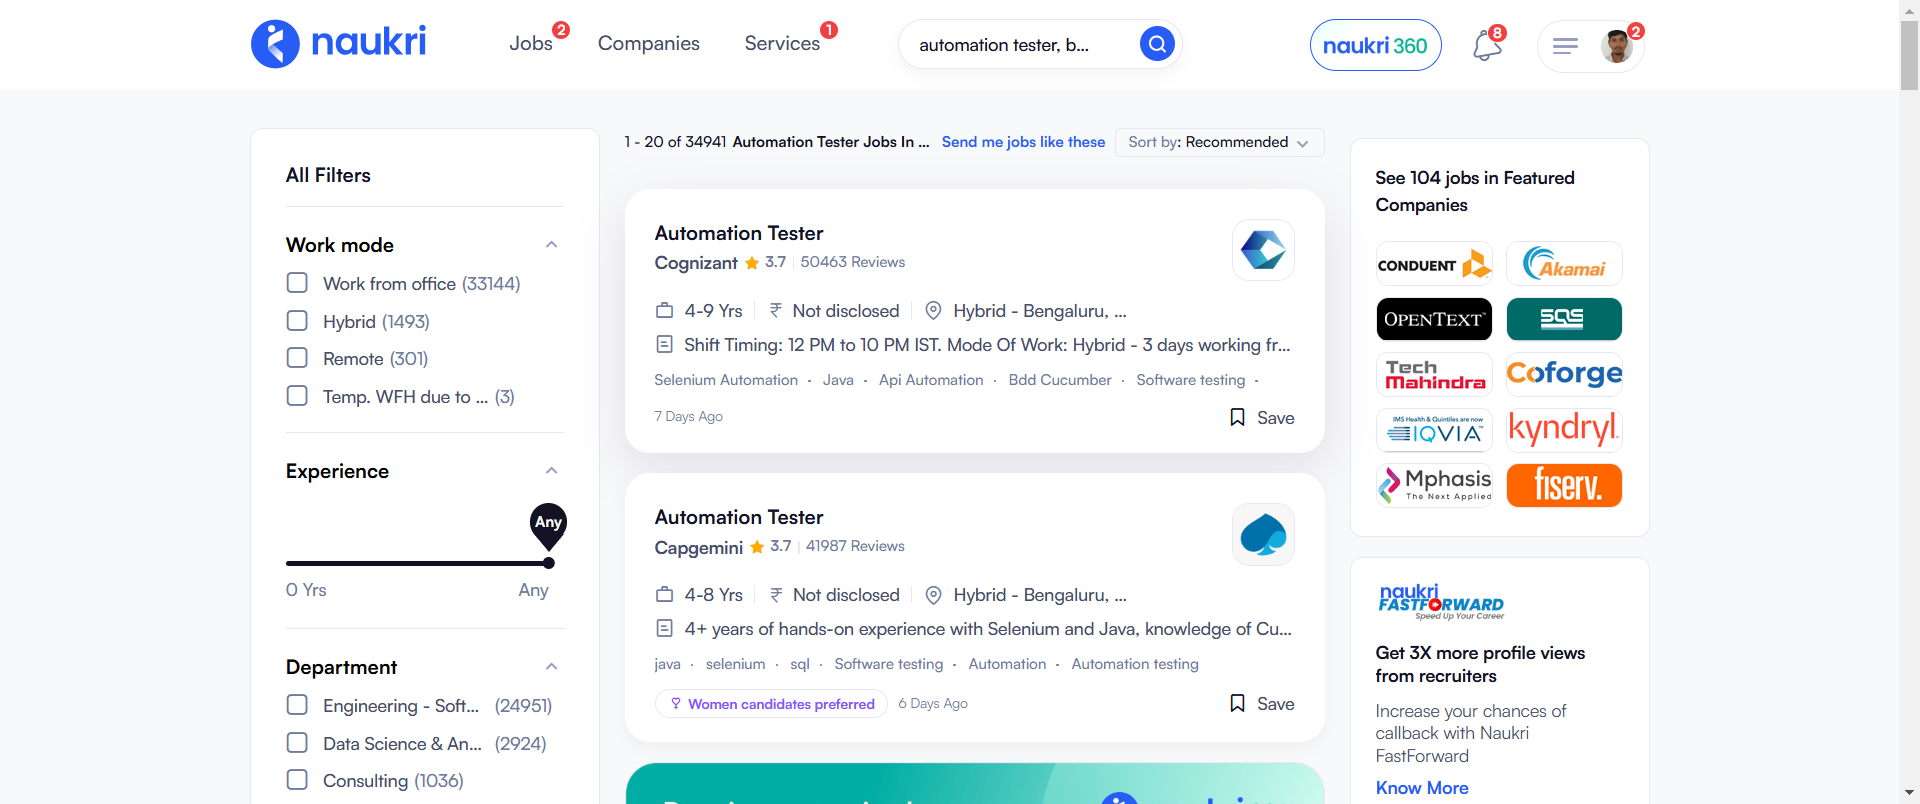 naukri
Jobs
2
Companies
Services
1
automation tester, b...
naukri 360
8
2
All Filters
Work mode
Work from office (33144)
Hybrid (1493)
Remote (301)
Temp. WFH due to ... (3)
Experience
Any
0 Yrs
Any
Department
Engineering - Soft... (24951)
Data Science & An... (2924)
Consulting (1036)
1 - 20 of 34941 Automation Tester Jobs In ...
Send me jobs like these
Sort by: Recommended
Automation Tester
Cognizant 3.7 50463 Reviews
4-9 Yrs ₹ Not disclosed Hybrid - Bengaluru, ...
Shift Timing: 12 PM to 10 PM IST. Mode Of Work: Hybrid - 3 days working fr...
Selenium Automation · Java · Api Automation · Bdd Cucumber · Software testing ·
7 Days Ago
Save
Automation Tester
Capgemini 3.7 41987 Reviews
4-8 Yrs ₹ Not disclosed Hybrid - Bengaluru, ...
4+ years of hands-on experience with Selenium and Java, knowledge of Cu...
java · selenium · sql · Software testing · Automation · Automation testing
Women candidates preferred
6 Days Ago
Save
See 104 jobs in Featured
Companies
CONDUENT
Akamai
OPENTEXT™
SQS
Tech
Mahindra
Coforge
IMS Health & Quintiles are now
IQVIA™
kyndryl.
Mphasis
The Next Applied
fiserv.
naukri
FASTFORWARD
Speed Up Your Career
Get 3X more profile views
from recruiters
Increase your chances of
callback with Naukri
FastForward
Know More